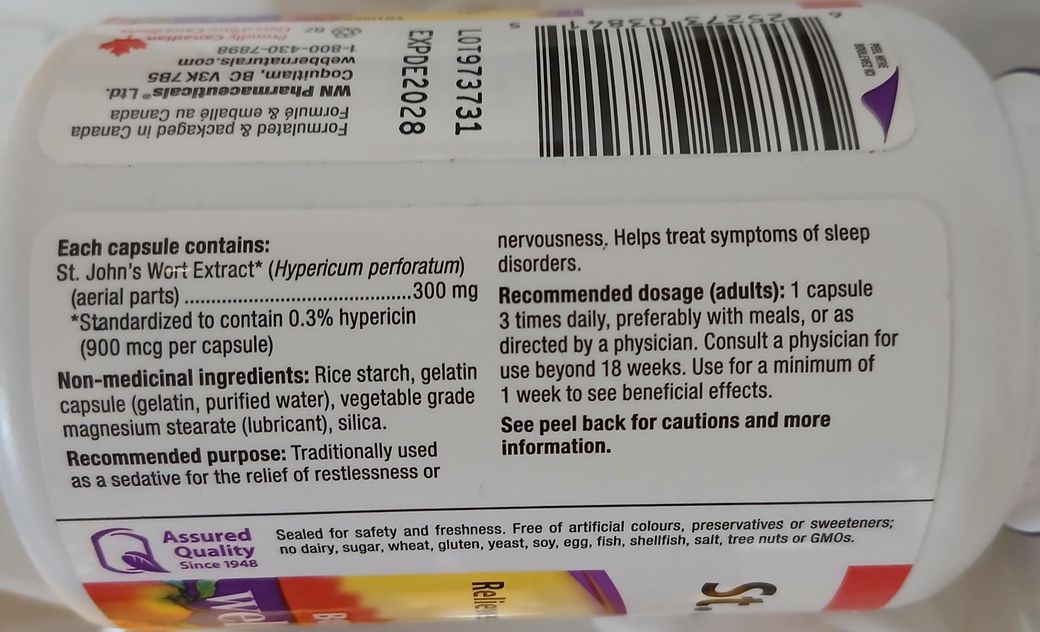 Each capsule contains:
St. John's Wort Extract* (Hypericum perforatum)
(aerial parts) ..........................................300 mg
*Standardized to contain 0.3% hypericin
(900 mcg per capsule)
Non-medicinal ingredients: Rice starch, gelatin
capsule (gelatin, purified water), vegetable grade
magnesium stearate (lubricant), silica.
Recommended purpose: Traditionally used
as a sedative for the relief of restlessness or
nervousness. Helps treat symptoms of sleep
disorders.
Recommended dosage (adults): 1 capsule
3 times daily, preferably with meals, or as
directed by a physician. Consult a physician for
use beyond 18 weeks. Use for a minimum of
1 week to see beneficial effects.
See peel back for cautions and more
information.
Assured
Quality
Since 1948
Sealed for safety and freshness. Free of artificial colours, preservatives or sweeteners;
no dairy, sugar, wheat, gluten, yeast, soy, egg, fish, shellfish, salt, tree nuts or GMOs.
Formulated & packaged in Canada
Formulé & emballé au Canada
WN Pharmaceuticals® Ltd.
Coquitlam, BC V3K 7B5
webbernaturals.com
1-800-430-7898
Proudly Canadian
LOT973731
EXPDE2028
PEEL HERE
St.